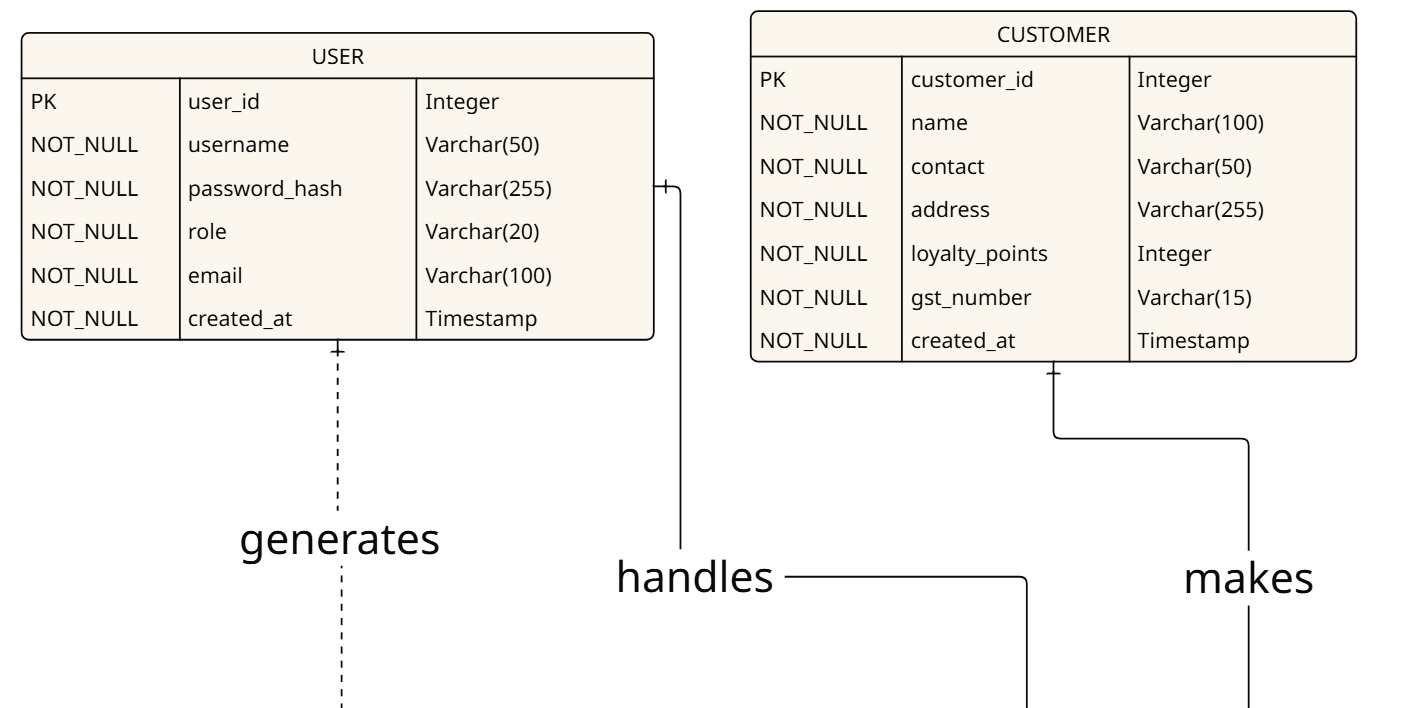 USER
PK user_id Integer
NOT_NULL username Varchar(50)
NOT_NULL password_hash Varchar(255)
NOT_NULL role Varchar(20)
NOT_NULL email Varchar(100)
NOT_NULL created_at Timestamp
CUSTOMER
PK customer_id Integer
NOT_NULL name Varchar(100)
NOT_NULL contact Varchar(50)
NOT_NULL address Varchar(255)
NOT_NULL loyalty_points Integer
NOT_NULL gst_number Varchar(15)
NOT_NULL created_at Timestamp
generates
handles
makes